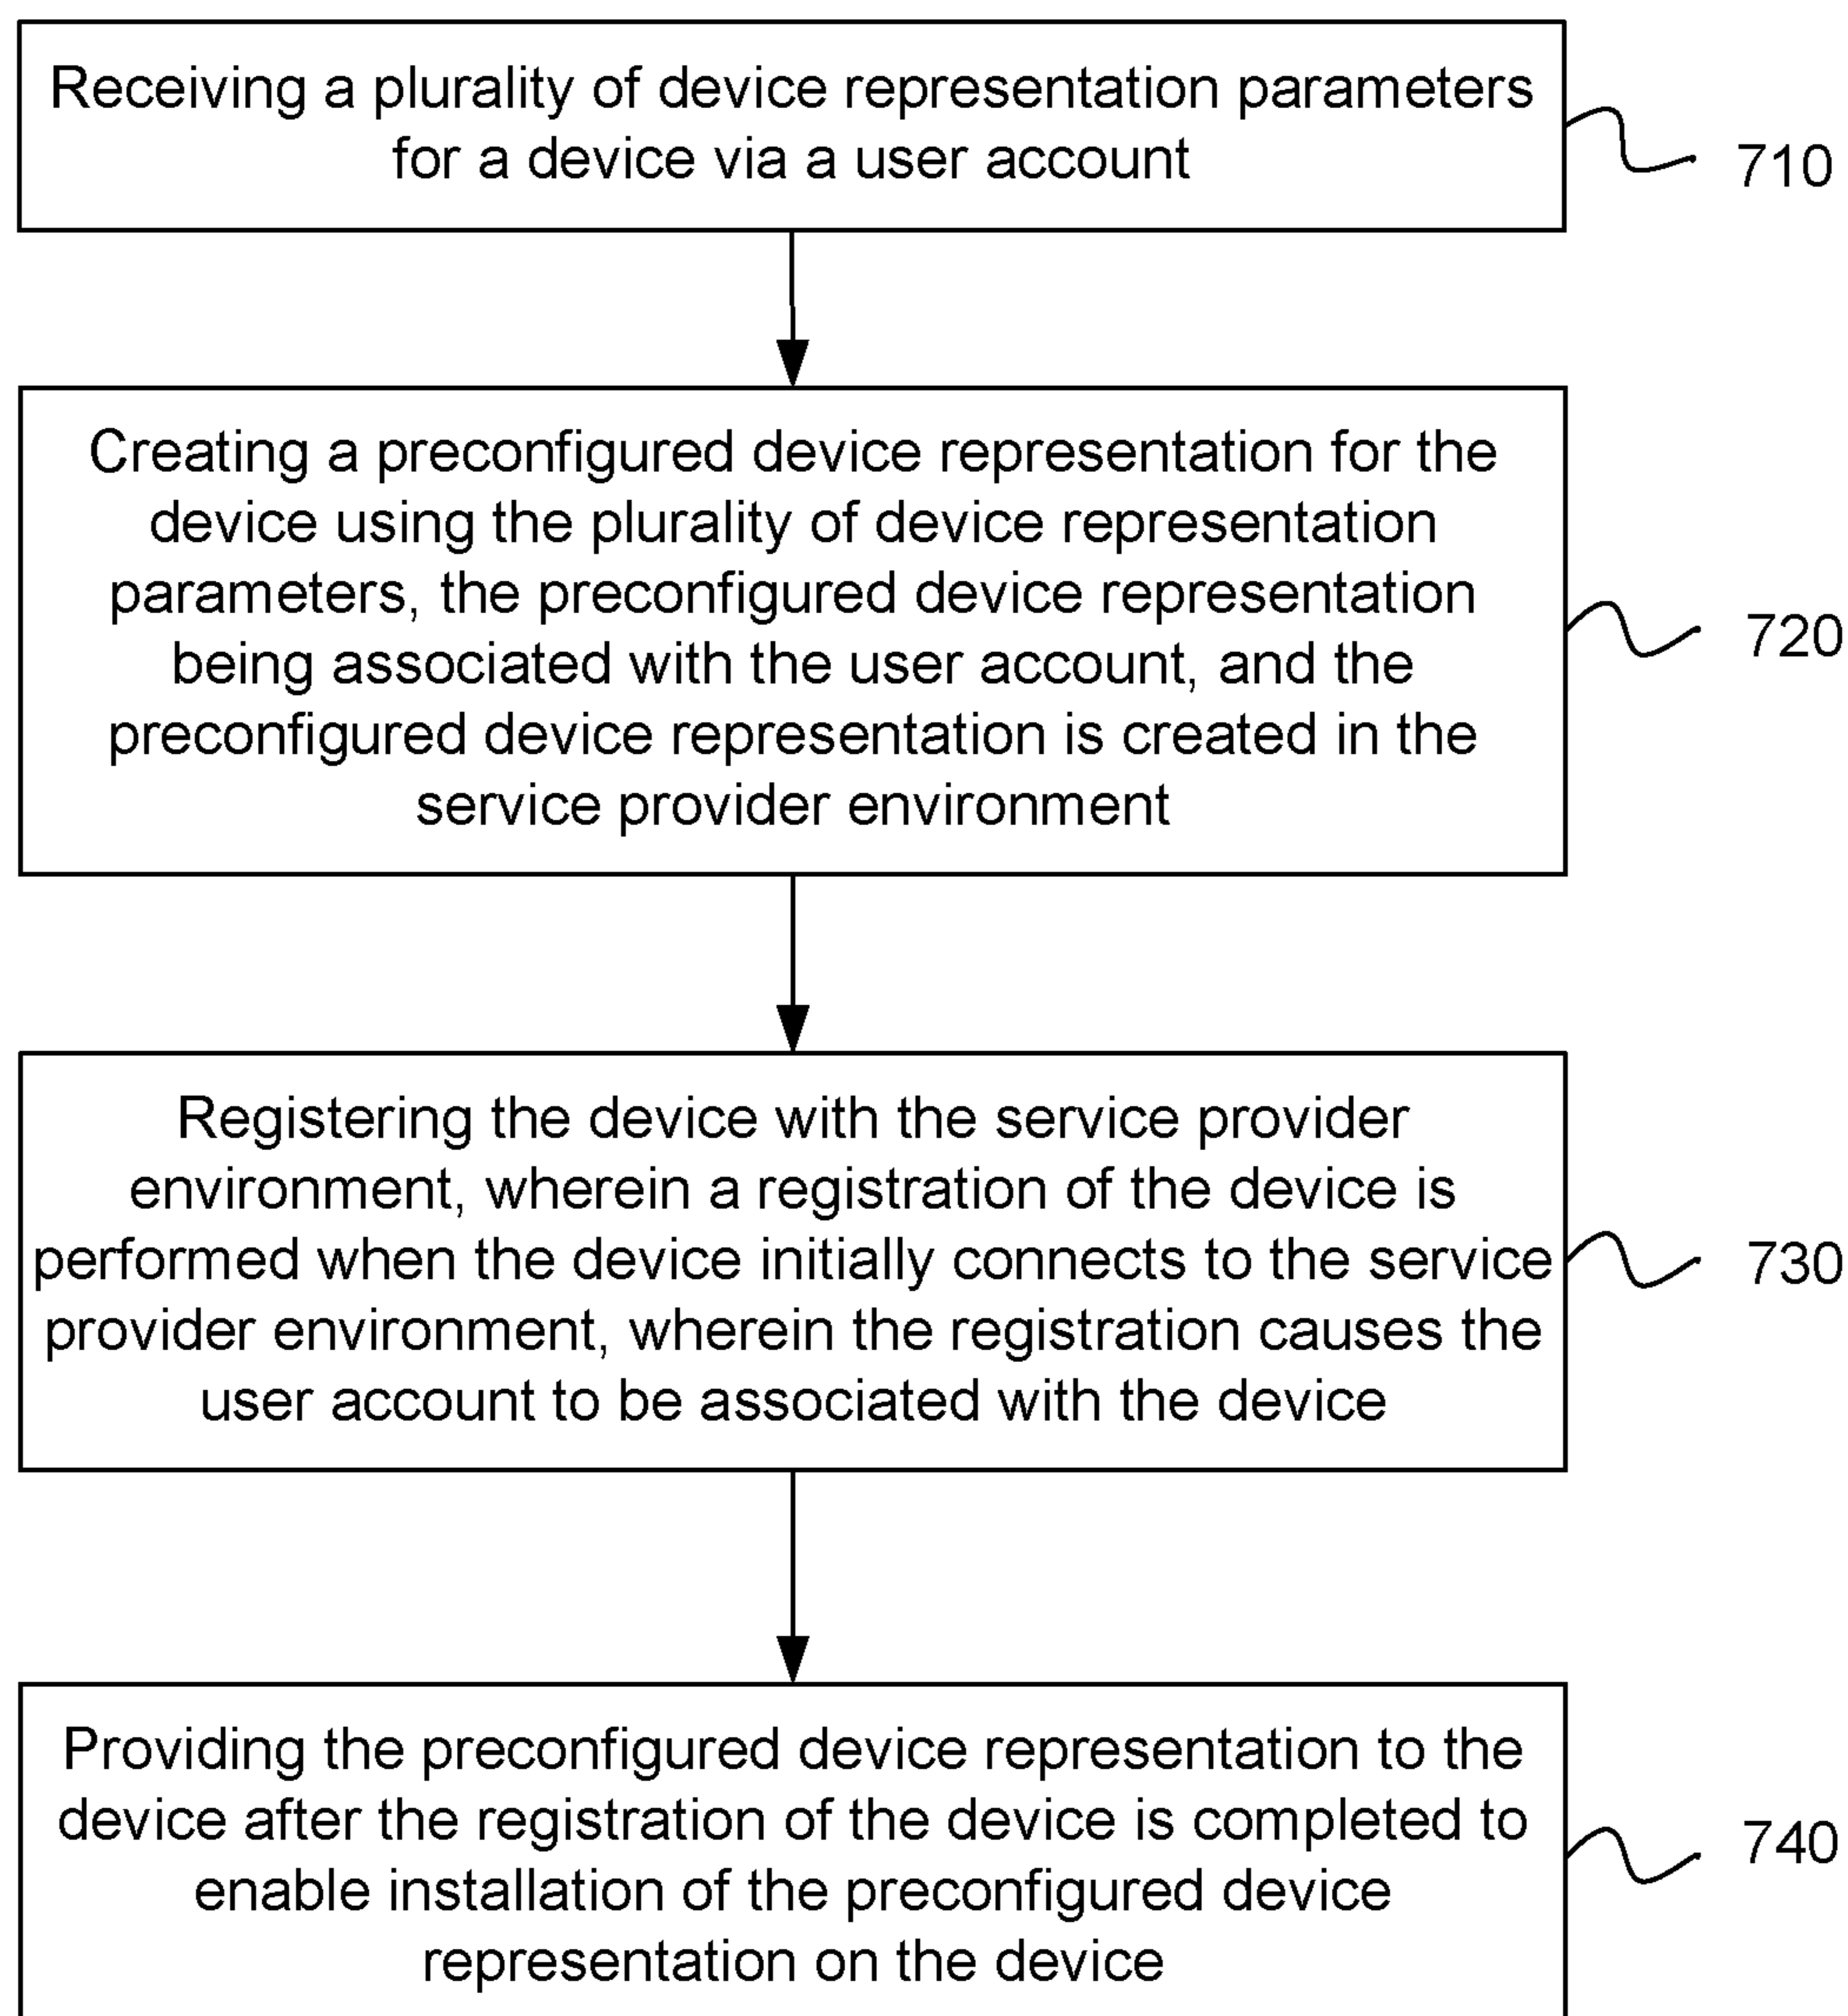 Receiving a plurality of device representation parameters
for a device via a user account
710
Creating a preconfigured device representation for the
device using the plurality of device representation
parameters, the preconfigured device representation
being associated with the user account, and the
preconfigured device representation is created in the
service provider environment
720
Registering the device with the service provider
environment, wherein a registration of the device is
performed when the device initially connects to the service
provider environment, wherein the registration causes the
user account to be associated with the device
730
Providing the preconfigured device representation to the
device after the registration of the device is completed to
enable installation of the preconfigured device
representation on the device
740